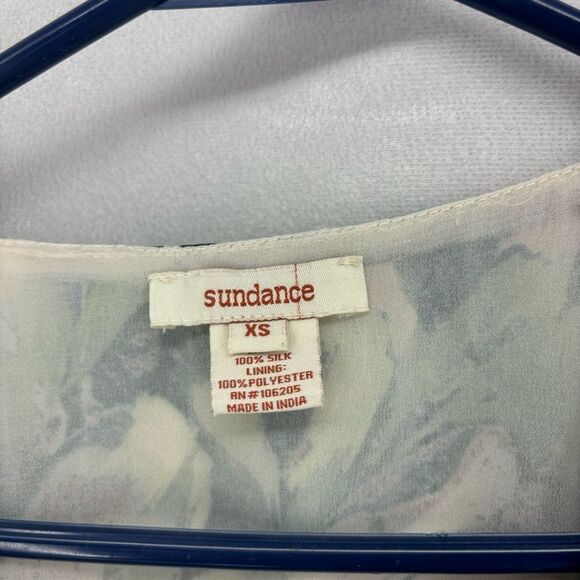 sundance
XS
100% SILK
LINING:
100% POLYESTER
RN#106205
MADE IN INDIA